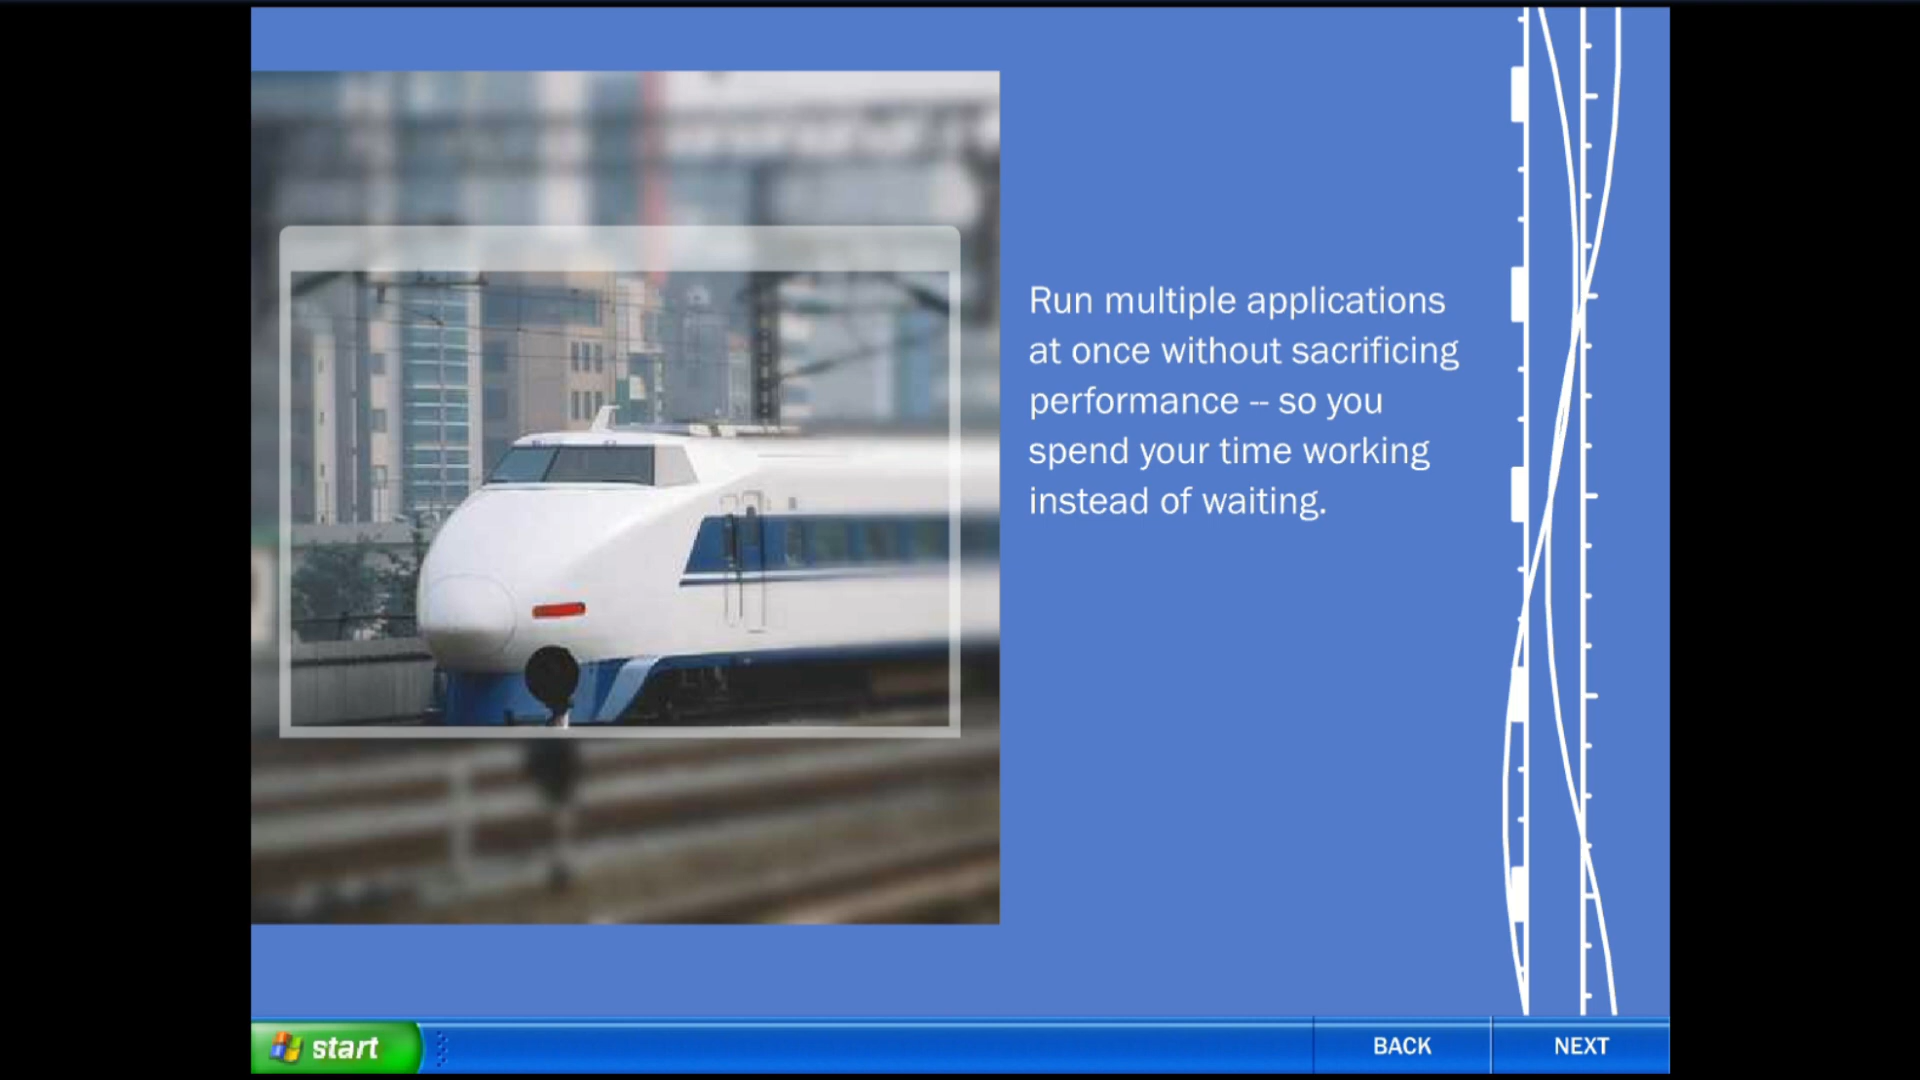 Run multiple applications
at once without sacrificing
performance -- so you
spend your time working
instead of waiting.
start
BACK
NEXT